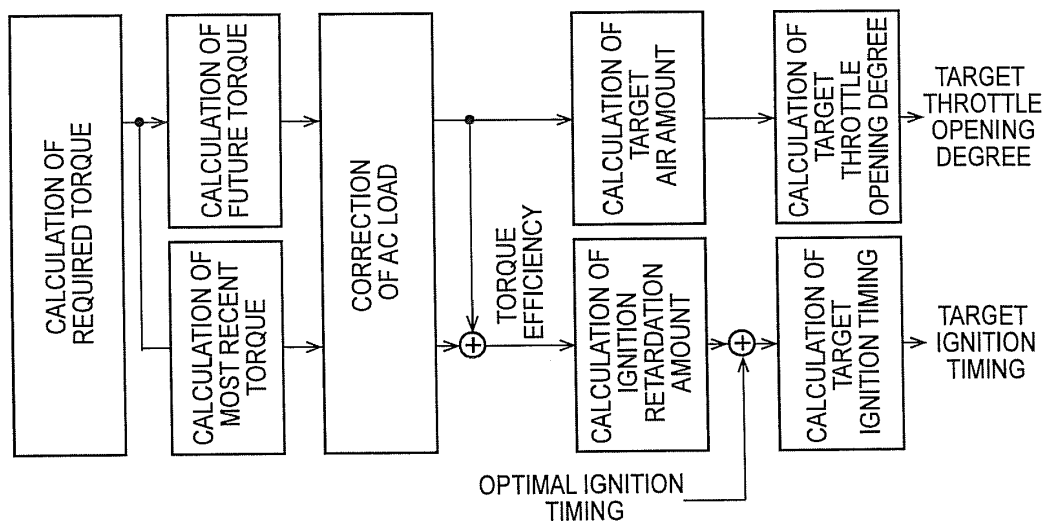 CALCULATION OF
REQUIRED TORQUE
CALCULATION OF
FUTURE TORQUE
CALCULATION OF
MOST RECENT
TORQUE
CORRECTION
OF AC LOAD
TORQUE
EFFICIENCY
CALCULATION OF
TARGET
AIR AMOUNT
CALCULATION OF
IGNITION
RETARDATION
AMOUNT
CALCULATION OF
TARGET
THROTTLE
OPENING DEGREE
CALCULATION OF
TARGET
IGNITION TIMING
TARGET
THROTTLE
OPENING
DEGREE
TARGET
IGNITION
TIMING
OPTIMAL IGNITION
TIMING